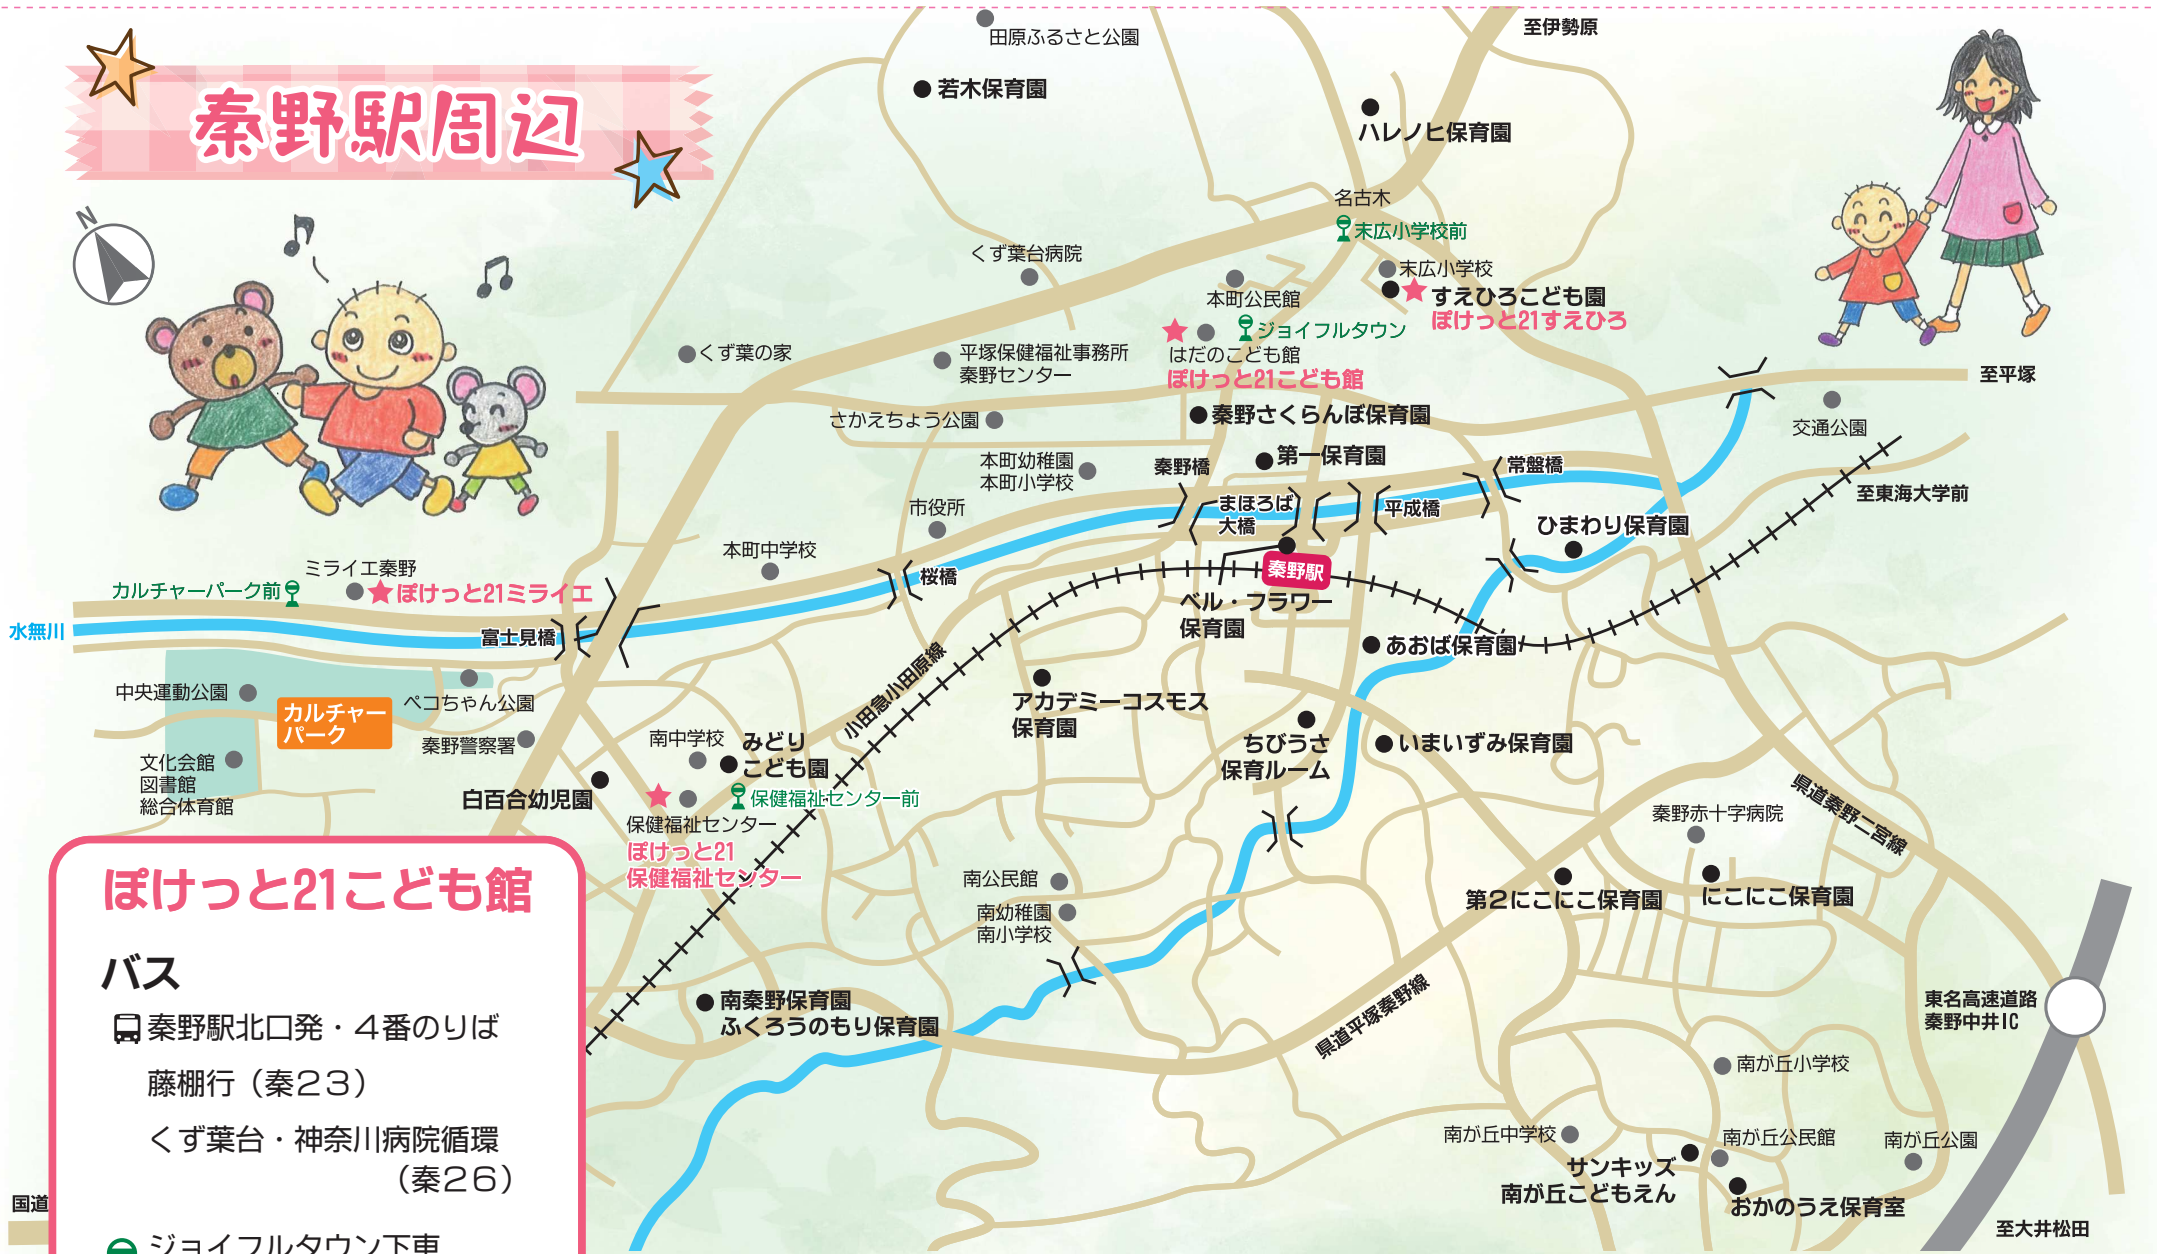 田原ふるさと公園
至伊勢原
若木保育園
秦野駅周辺
ハレノヒ保育園
名古木
N
末広小学校前
くず葉台病院
末広小学校
本町公民館
すえひろこども園
ぽけっと21すえひろ
ジョイフルタウン
くず葉の家
平塚保健福祉事務所
秦野センター
はだのこども館
ぽけっと21こども館
至平塚
さかえちょう公園
秦野さくらんぼ保育園
交通公園
本町幼稚園
本町小学校
秦野橋
第一保育園
常盤橋
まほろば
大橋
平成橋
至東海大学前
市役所
ひまわり保育園
本町中学校
ミライエ秦野
カルチャーパーク前
ぽけっと21ミライエ
桜橋
秦野駅
ベル・フラワー
保育園
水無川
富士見橋
あおば保育園
小田急小田原線
中央運動公園
ペコちゃん公園
カルチャー
パーク
アカデミーコスモス
保育園
秦野警察署
南中学校
みどり
こども園
ちびうさ
保育ルーム
いまいずみ保育園
文化会館
図書館
総合体育館
白百合幼児園
保健福祉センター前
保健福祉センター
ぽけっと21
保健福祉センター
県道秦野二宮線
秦野赤十字病院
ぽけっと21こども館
南公民館
第2にこにこ保育園
にこにこ保育園
南幼稚園
南小学校
バス
秦野駅北口発・4番のりば
藤棚行（秦23）
くず葉台・神奈川病院循環
（秦26）
ジョイフルタウン下車
南秦野保育園
ふくろうのもり保育園
県道平塚秦野線
東名高速道路
秦野中井IC
南が丘小学校
南が丘中学校
南が丘公民館
南が丘公園
サンキッズ
南が丘こどもえん
おかのうえ保育室
国道
至大井松田